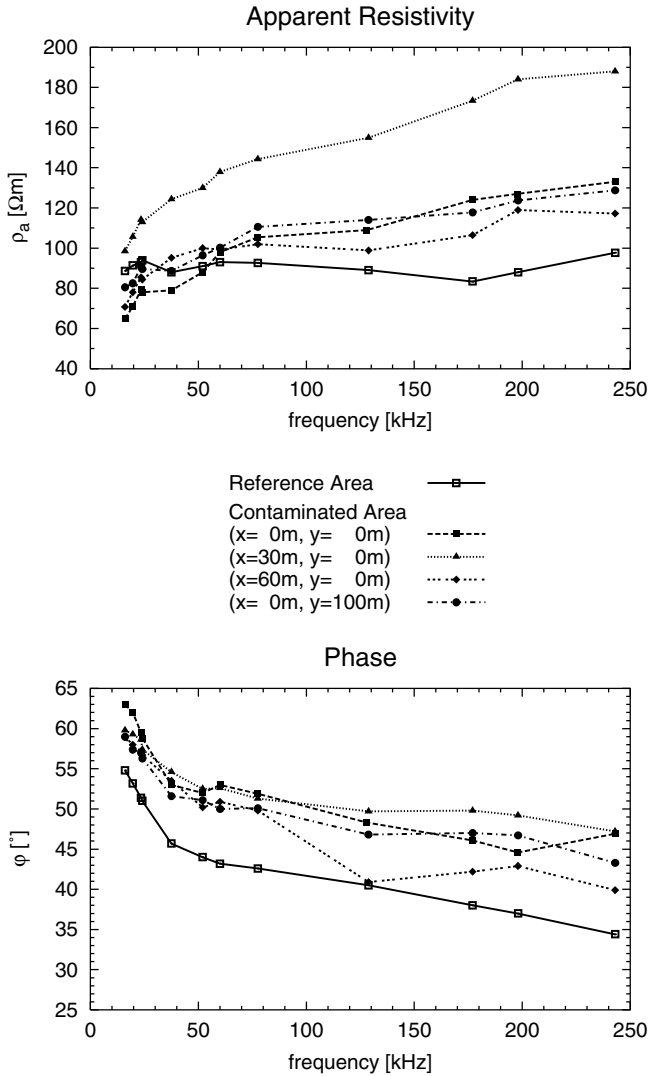 Apparent Resistivity
200
180
160
140
120
100
80
60
40
ρa [Ωm]
0 50 100 150 200 250
frequency [kHz]
Reference Area
Contaminated Area
(x= 0m, y= 0m)
(x=30m, y= 0m)
(x=60m, y= 0m)
(x= 0m, y=100m)
Phase
65
60
55
50
45
40
35
30
25
φ [°]
0 50 100 150 200 250
frequency [kHz]